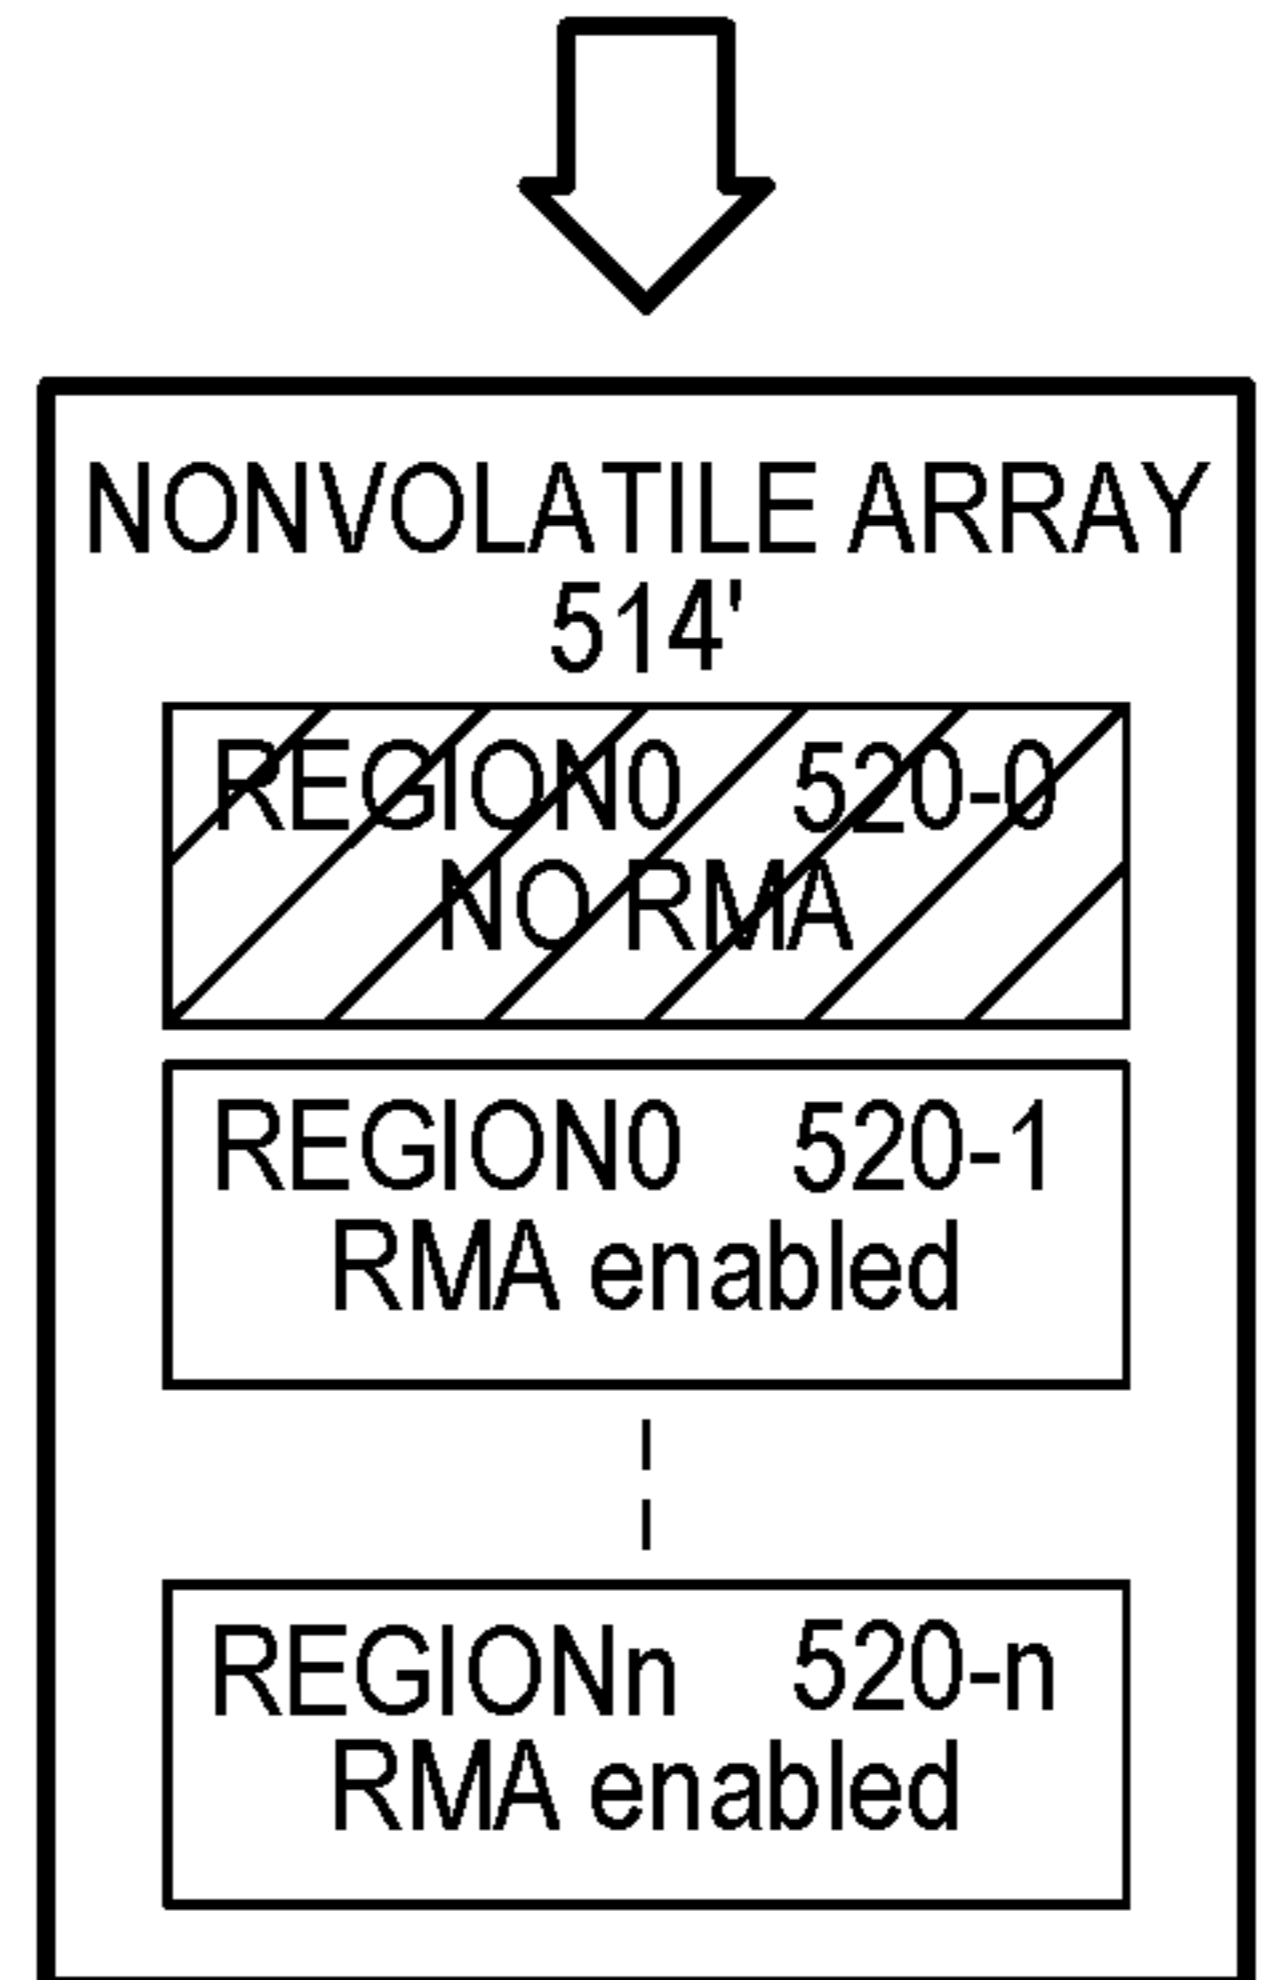 NONVOLATILE ARRAY
514'
REGION0 520-0
NO RMA
REGION0 520-1
RMA enabled
REGIONn 520-n
RMA enabled